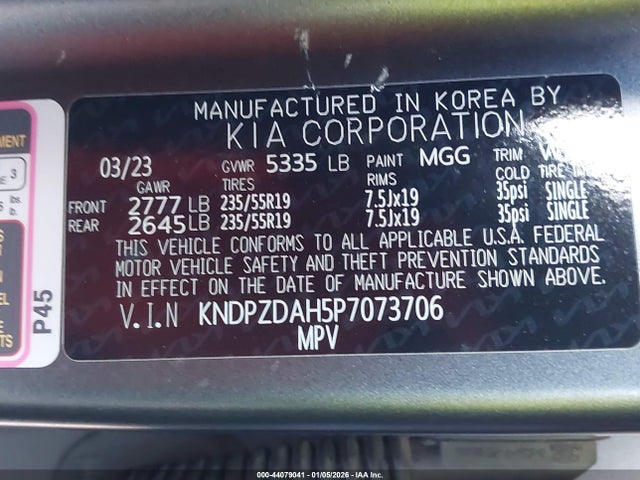 MANUFACTURED IN KOREA BY
KIA CORPORATION
03/23 GVWR 5335 LB PAINT MGG TRIM
GAWR TIRES RIMS COLD TIRE
FRONT 2777 LB 235/55R19 7.5Jx19 35psi SINGLE
REAR 2645 LB 235/55R19 7.5Jx19 35psi SINGLE
THIS VEHICLE CONFORMS TO ALL APPLICABLE U.S.A. FEDERAL
MOTOR VEHICLE SAFETY AND THEFT PREVENTION STANDARDS
IN EFFECT ON THE DATE OF MANUFACTURE SHOWN ABOVE.
V.I.N KNDPZDAH5P7073706
MPV
P45
3
000-44079041 | 01/05/2026 - IAA Inc.